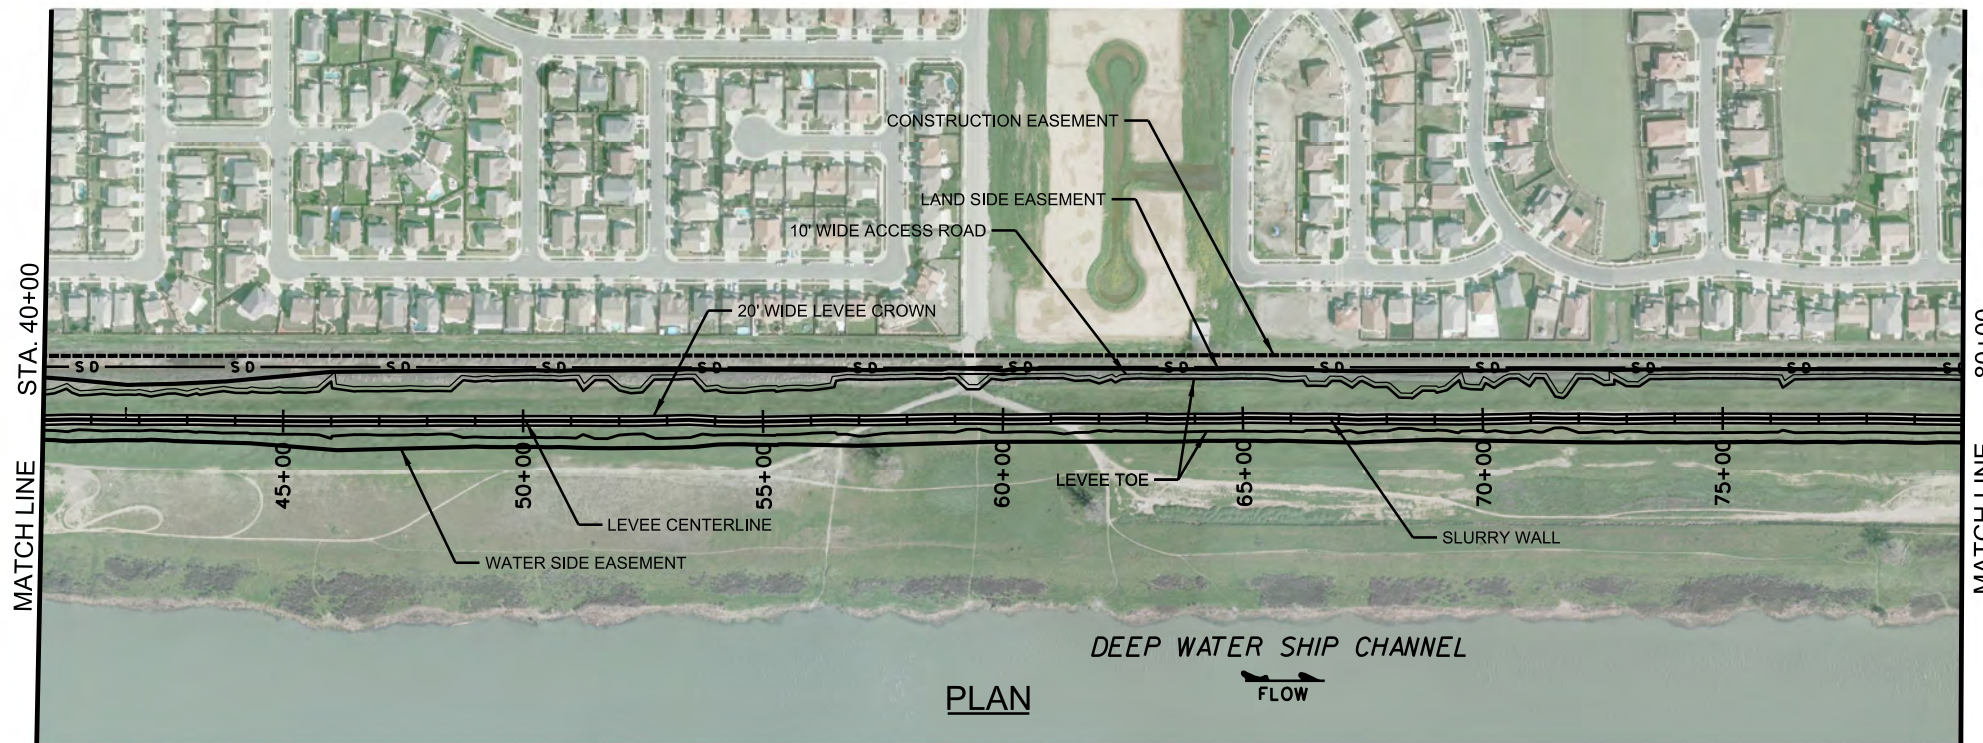 CONSTRUCTION EASEMENT
LAND SIDE EASEMENT
10' WIDE ACCESS ROAD
20' WIDE LEVEE CROWN
STA. 40+00
MATCH LINE
S D S D S D S D S D S D S D S D S D S D S D S D
45+00
50+00
55+00
60+00
65+00
70+00
75+00
LEVEE TOE
LEVEE CENTERLINE
SLURRY WALL
WATER SIDE EASEMENT
MATCH LINE
DEEP WATER SHIP CHANNEL
FLOW
PLAN